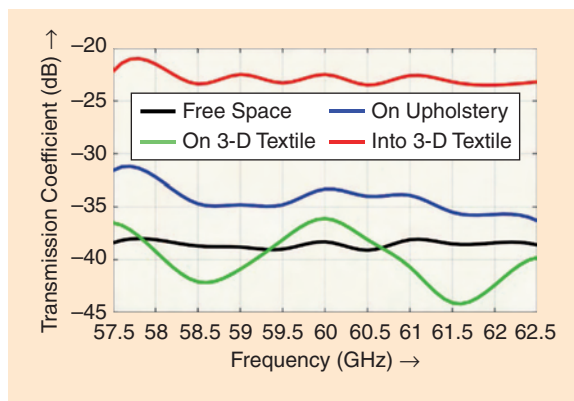 Transmission Coefficient (dB) →
–20
–25
–30
–35
–40
–45
Free Space
On Upholstery
On 3-D Textile
Into 3-D Textile
57.5 58 58.5 59 59.5 60 60.5 61 61.5 62 62.5
Frequency (GHz) →